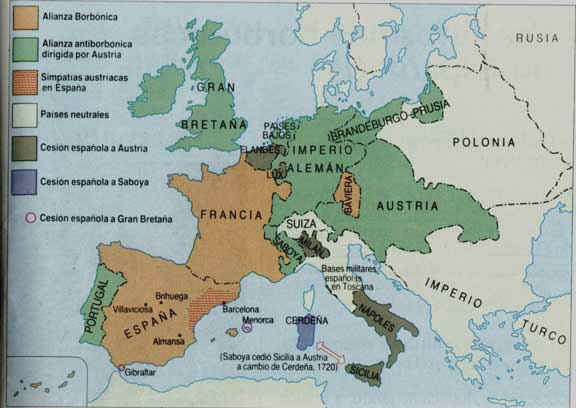 Alianza Borbónica
Alianza antiborbónica
dirigida por Austria
Simpatías austriacas
en España
Países neutrales
Cesión española a Austria
Cesión española a Saboya
Cesión española a Gran Bretaña
RUSIA
GRAN
BRETAÑA
PAÍSES
BAJOS
BRANDEBURGO-PRUSIA
FLANDES
IMPERIO
ALEMÁN
POLONIA
LUX.
BAVIERA
AUSTRIA
FRANCIA
SUIZA
SABOYA
MILÁN
Bases militares
español·is
en Toscana
IMPERIO
TURCO
NÁPOLES
PORTUGAL
Brihuega
Villaviciosa
ESPAÑA
Barcelona
Menorca
CERDEÑA
Almansa
(Saboya cedió Sicilia a Austria
a cambio de Cerdeña, 1720)
SICILIA
Gibraltar